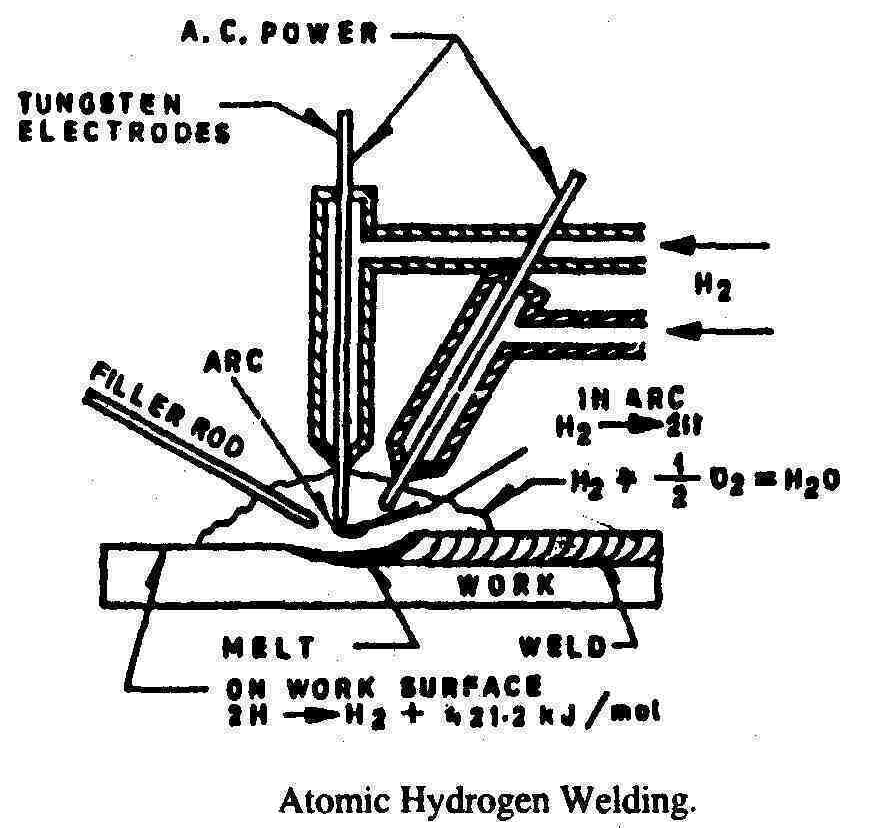 A.C. POWER
TUNGSTEN
ELECTRODES
H2
ARC
FILLER ROD
IN ARC
H2 → 2H
H2 + 1/2 O2 = H2O
WORK
MELT
WELD
ON WORK SURFACE
2H → H2 + 421.2 kJ/mol
Atomic Hydrogen Welding.